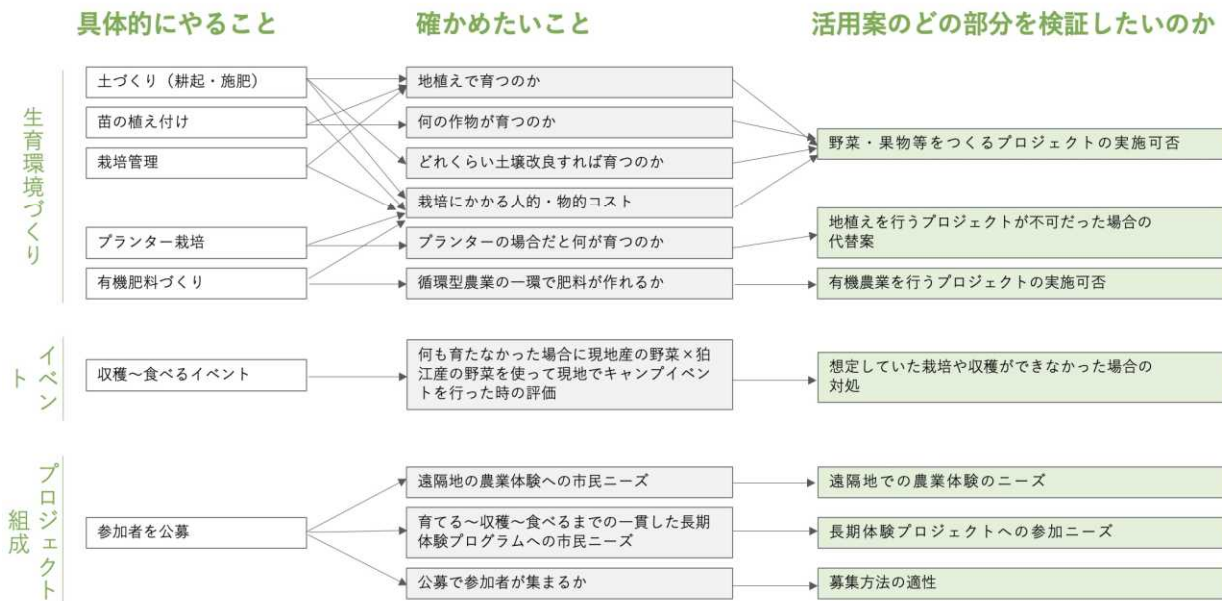 具体的にやること
確かめたいこと
活用案のどの部分を検証したいのか
生育環境づくり
土づくり（耕起・施肥）
苗の植え付け
栽培管理
プランター栽培
有機肥料づくり
地植えで育つのか
何の作物が育つのか
どれくらい土壌改良すれば育つのか
栽培にかかる人的・物的コスト
プランターの場合だと何が育つのか
循環型農業の一環で肥料が作れるか
野菜・果物等をつくるプロジェクトの実施可否
地植えを行うプロジェクトが不可だった場合の
代替案
有機農業を行うプロジェクトの実施可否
イベント
収穫～食べるイベント
何も育たなかった場合に現地産の野菜×狛
江産の野菜を使って現地でキャンプイベン
トを行った時の評価
想定していた栽培や収穫ができなかった場合の
対処
プロジェクト
組成
参加者を公募
遠隔地の農業体験への市民ニーズ
育てる～収穫～食べるまでの一貫した長期
体験プログラムへの市民ニーズ
公募で参加者が集まるか
遠隔地での農業体験のニーズ
長期体験プロジェクトへの参加ニーズ
募集方法の適性